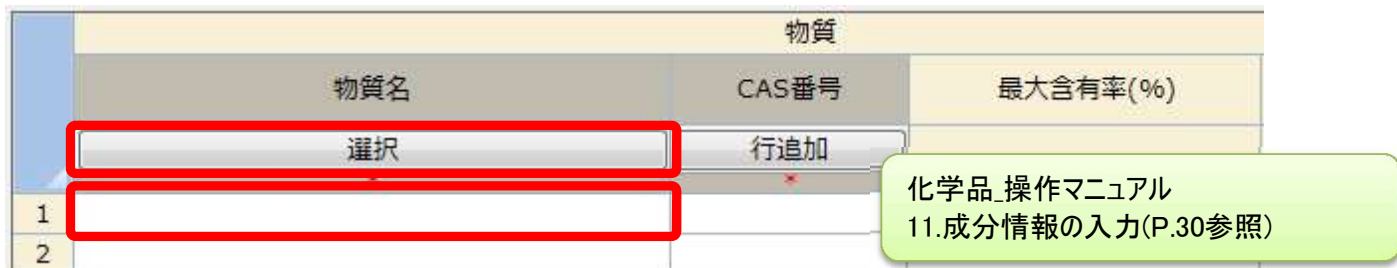 物質
物質名 CAS番号 最大含有率(%)
選択 行追加
* *
1
2
化学品_操作マニュアル
11.成分情報の入力(P.30参照)